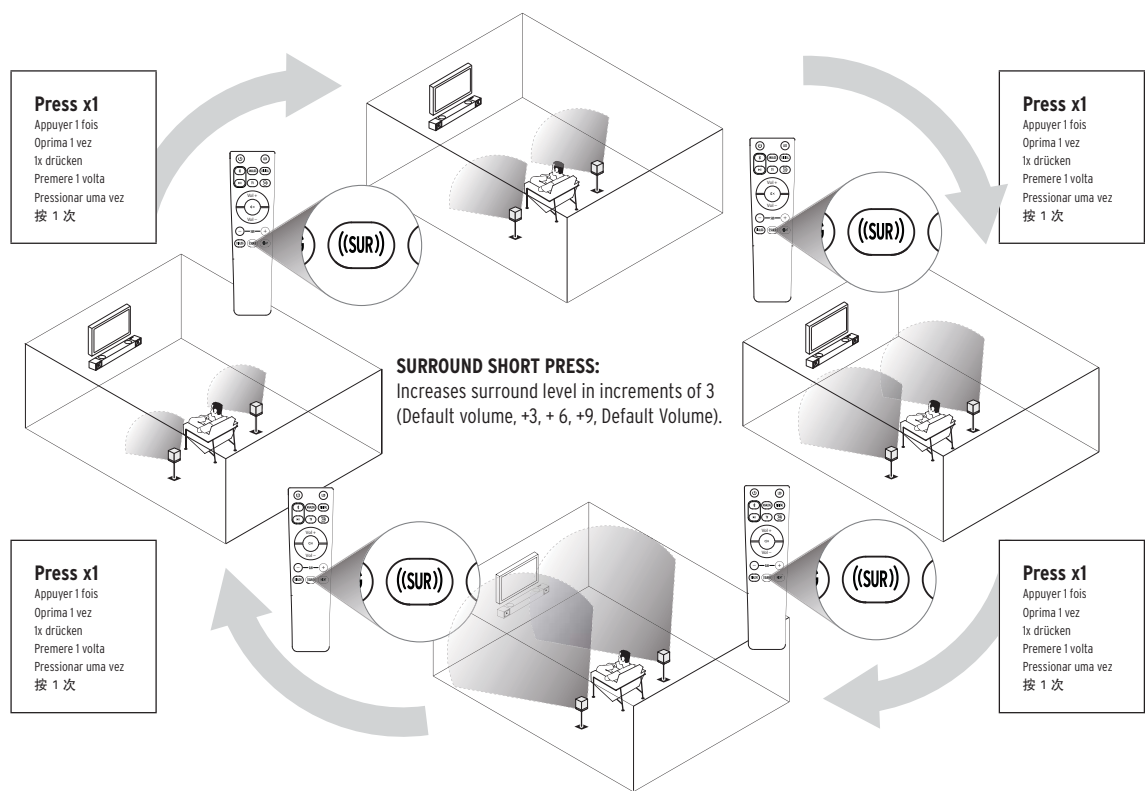 Press x1
Appuyer 1 fois
Oprima 1 vez
1x drücken
Premere 1 volta
Pressionar uma vez
按 1 次
((SUR))
Press x1
Appuyer 1 fois
Oprima 1 vez
1x drücken
Premere 1 volta
Pressionar uma vez
按 1 次
((SUR))
SURROUND SHORT PRESS:
Increases surround level in increments of 3
(Default volume, +3, + 6, +9, Default Volume).
Press x1
Appuyer 1 fois
Oprima 1 vez
1x drücken
Premere 1 volta
Pressionar uma vez
按 1 次
((SUR))
Press x1
Appuyer 1 fois
Oprima 1 vez
1x drücken
Premere 1 volta
Pressionar uma vez
按 1 次
((SUR))